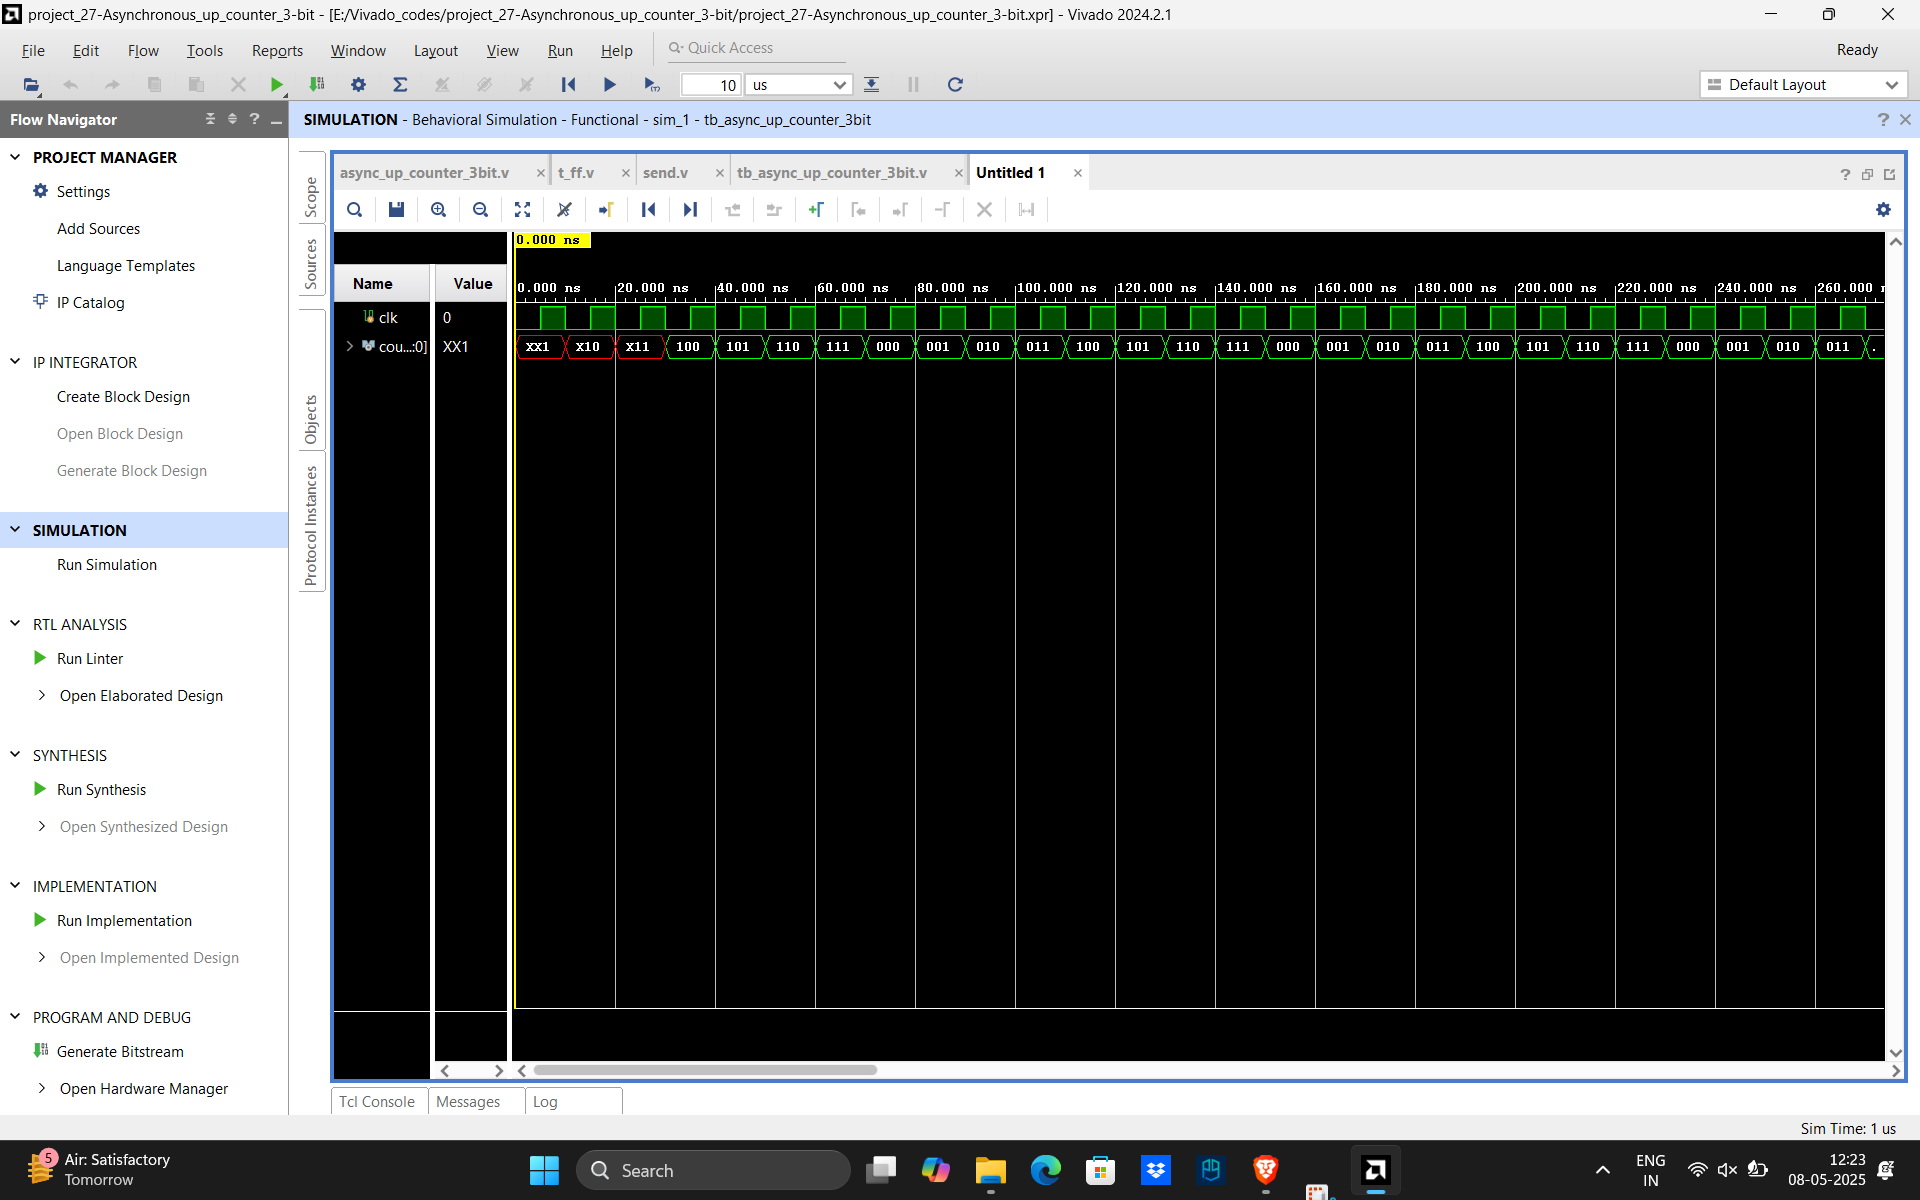 project_27-Asynchronous_up_counter_3-bit - [E:/Vivado_codes/project_27-Asynchronous_up_counter_3-bit/project_27-Asynchronous_up_counter_3-bit.xpr] - Vivado 2024.2.1
File Edit Flow Tools Reports Window Layout View Run Help Quick Access Ready
10 us Default Layout
Flow Navigator
SIMULATION - Behavioral Simulation - Functional - sim_1 - tb_async_up_counter_3bit
PROJECT MANAGER
Settings
Add Sources
Language Templates
IP Catalog
IP INTEGRATOR
Create Block Design
Open Block Design
Generate Block Design
SIMULATION
Run Simulation
RTL ANALYSIS
Run Linter
Open Elaborated Design
SYNTHESIS
Run Synthesis
Open Synthesized Design
IMPLEMENTATION
Run Implementation
Open Implemented Design
PROGRAM AND DEBUG
Generate Bitstream
Open Hardware Manager
Scope
Sources
Objects
Protocol Instances
async_up_counter_3bit.v t_ff.v send.v tb_async_up_counter_3bit.v Untitled 1
0.000 ns
Name Value
0.000 ns 20.000 ns 40.000 ns 60.000 ns 80.000 ns 100.000 ns 120.000 ns 140.000 ns 160.000 ns 180.000 ns 200.000 ns 220.000 ns 240.000 ns 260.000
clk 0
cou...:0] XX1 XX1 X10 X11 100 101 110 111 000 001 010 011 100 101 110 111 000 001 010 011 100 101 110 111 000 001 010 011 .
Tcl Console Messages Log
Sim Time: 1 us
5
Air: Satisfactory
Tomorrow
Search
ENG
IN
12:23
08-05-2025